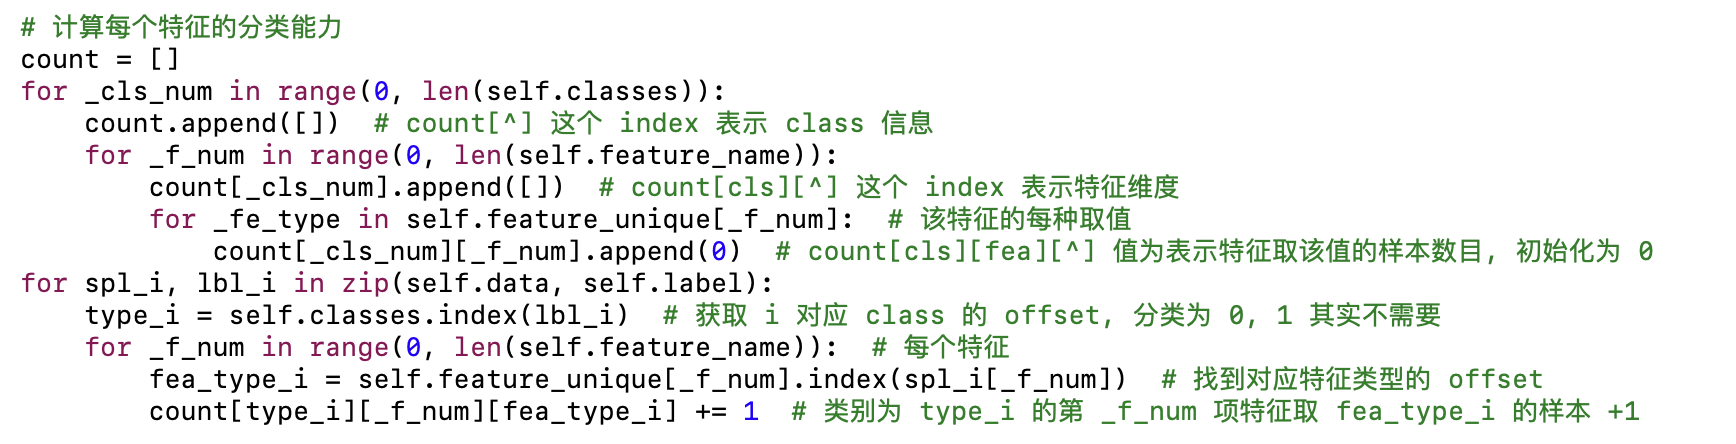 # 计算每个特征的分类能力
count = []
for _cls_num in range(0, len(self.classes)):
    count.append([])  # count[^] 这个 index 表示 class 信息
    for _f_num in range(0, len(self.feature_name)):
        count[_cls_num].append([])  # count[cls][^] 这个 index 表示特征维度
        for _fe_type in self.feature_unique[_f_num]:  # 该特征的每种取值
            count[_cls_num][_f_num].append(0)  # count[cls][fea][^] 值为表示特征取该值的样本数目, 初始化为 0
for spl_i, lbl_i in zip(self.data, self.label):
    type_i = self.classes.index(lbl_i)  # 获取 i 对应 class 的 offset, 分类为 0, 1 其实不需要
    for _f_num in range(0, len(self.feature_name)):  # 每个特征
        fea_type_i = self.feature_unique[_f_num].index(spl_i[_f_num])  # 找到对应特征类型的 offset
        count[type_i][_f_num][fea_type_i] += 1  # 类别为 type_i 的第 _f_num 项特征取 fea_type_i 的样本 +1